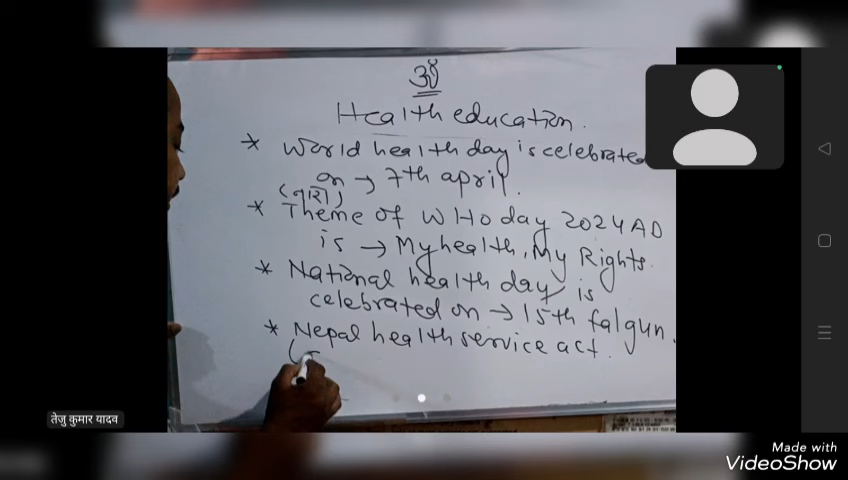 ॐ
Health education.
* World health day is celebrated
on → 7th april.
(नारा)
* Theme of WHO day 2024 AD
is → My health, My Rights.
* National health day is
celebrated on → 15th falgun.
* Nepal health service act.
(
तेजु कुमार यादव
Made with
VideoShow